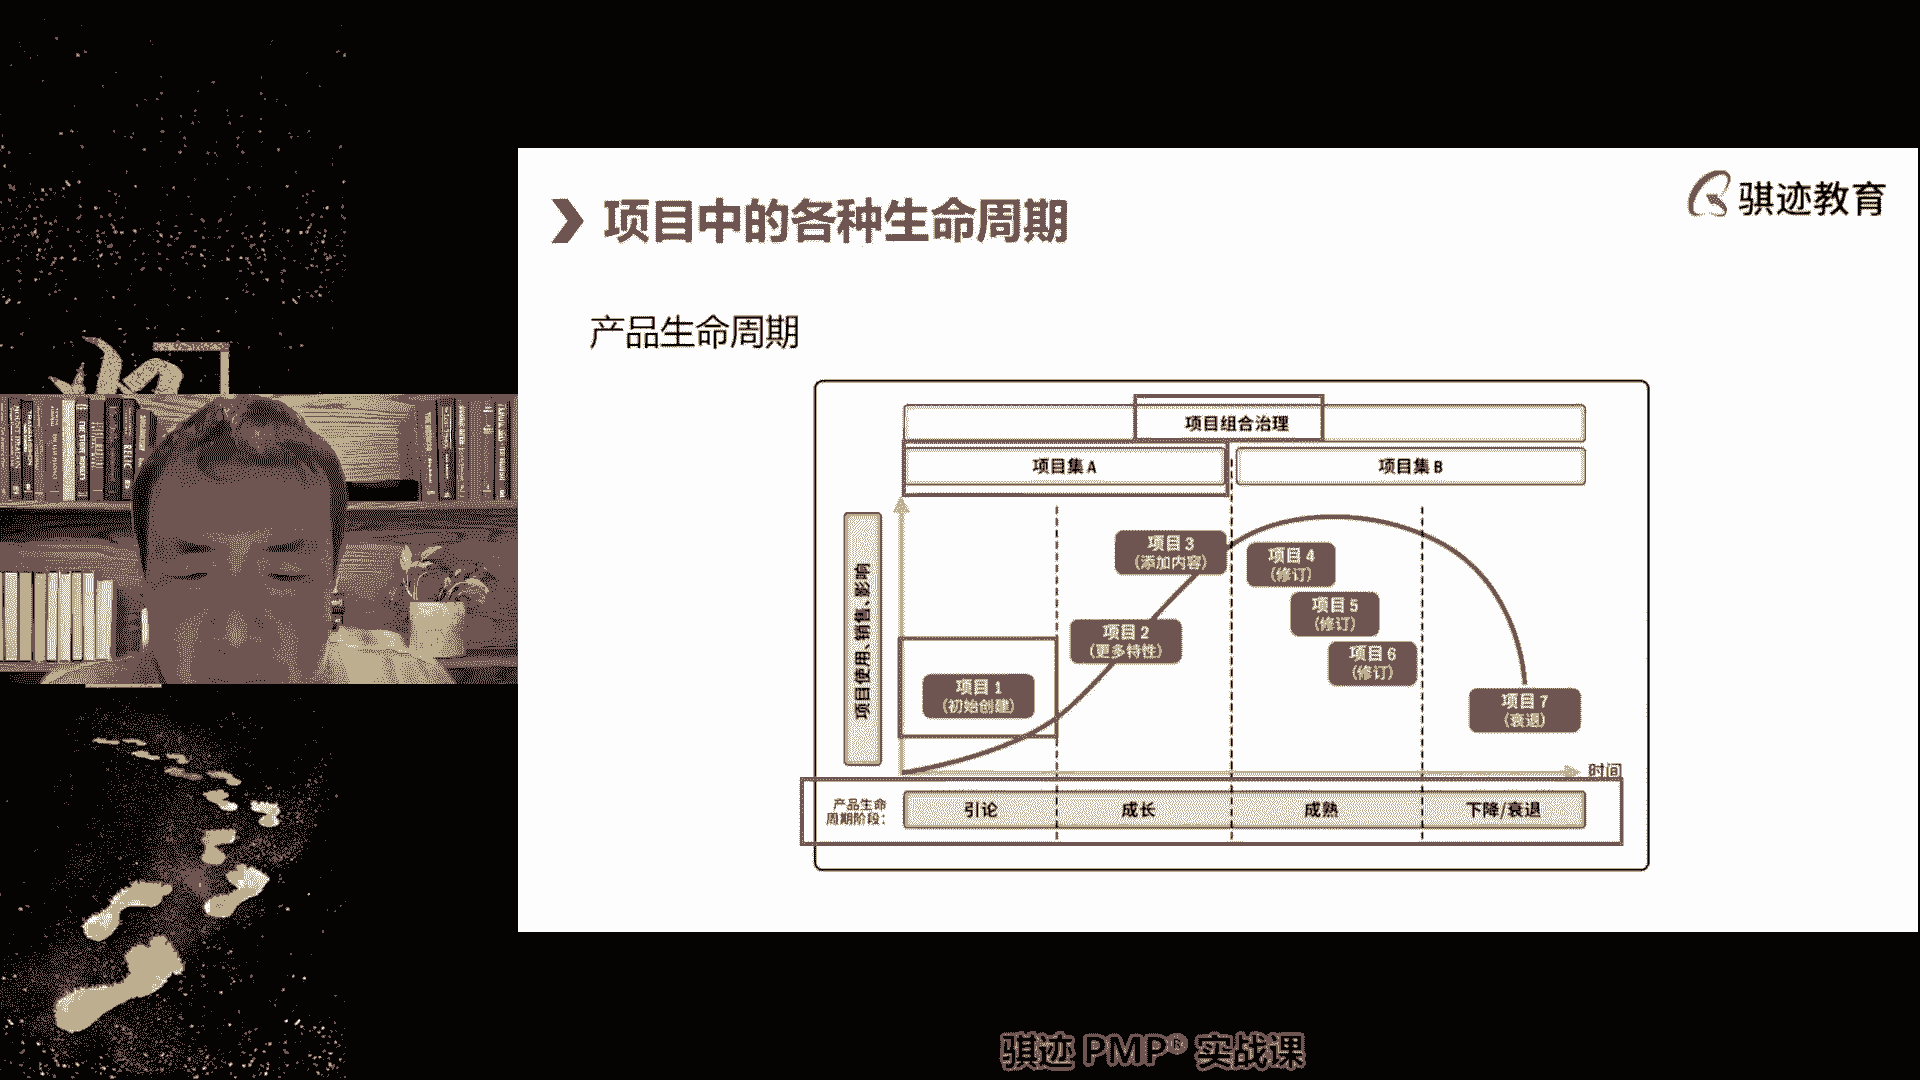 项目中的各种生命周期
骐迹教育
产品生命周期
项目组合治理
项目集 A
项目集 B
项目使用、销售、影响
项目 3
(添加内容)
项目 4
(修订)
项目 5
(修订)
项目 2
(更多特性)
项目 6
(修订)
项目 1
(初始创建)
项目 7
(衰退)
时间
产品生命
周期阶段：
引论
成长
成熟
下降/衰退
骐迹 PMP® 实战课